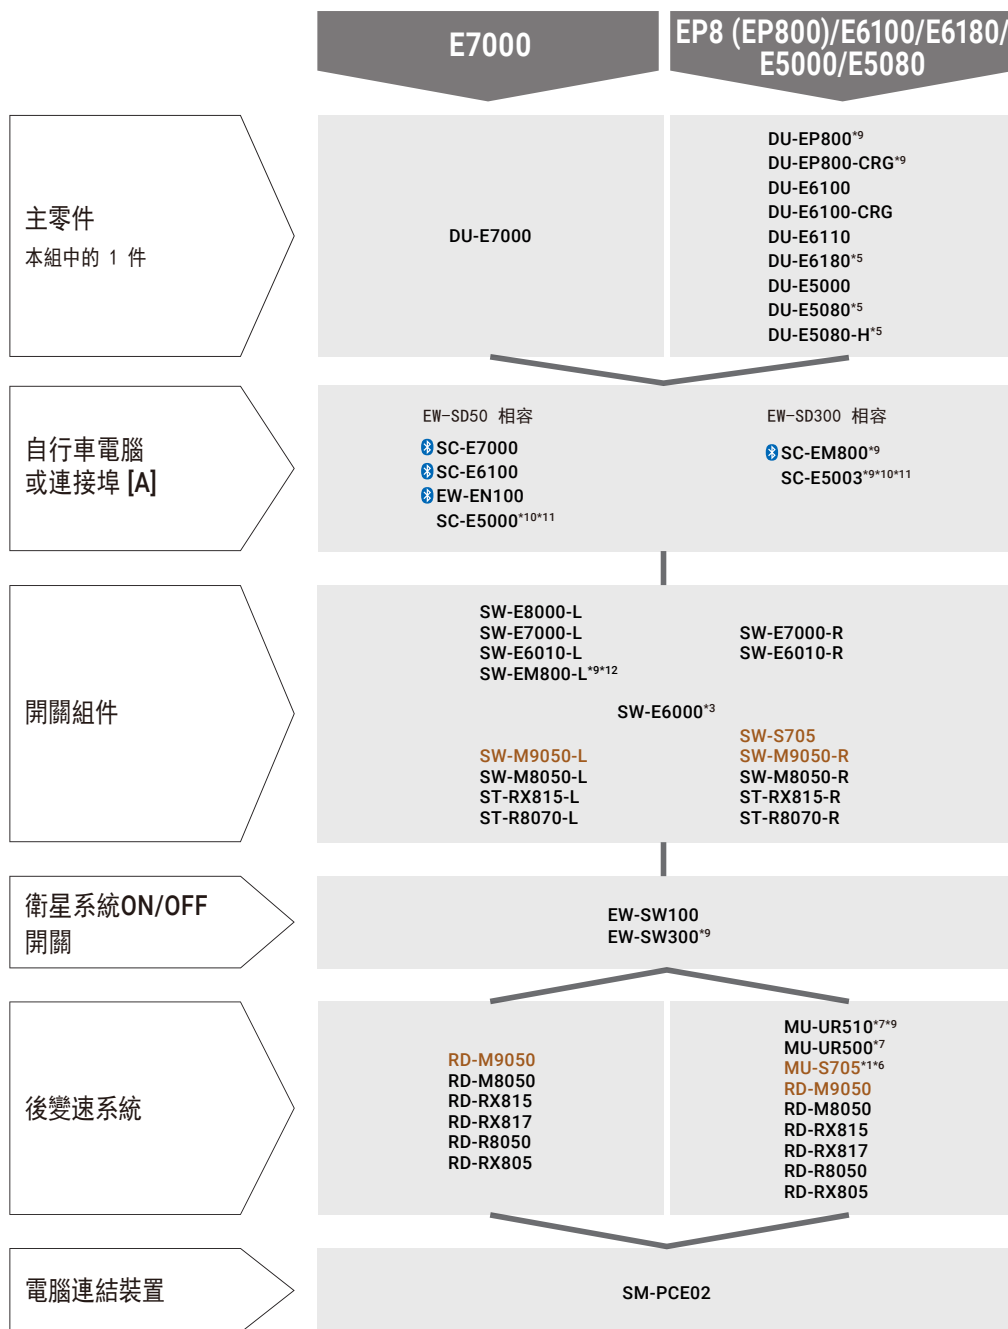 E7000
EP8 (EP800)/E6100/E6180/
E5000/E5080
主零件
本組中的 1 件
DU-E7000
DU-EP800*9
DU-EP800-CRG*9
DU-E6100
DU-E6100-CRG
DU-E6110
DU-E6180*5
DU-E5000
DU-E5080*5
DU-E5080-H*5
自行車電腦
或連接埠 [A]
EW-SD50 相容
SC-E7000
SC-E6100
EW-EN100
SC-E5000*10*11
EW-SD300 相容
SC-EM800*9
SC-E5003*9*10*11
開關組件
SW-E8000-L
SW-E7000-L
SW-E6010-L
SW-EM800-L*9*12
SW-E7000-R
SW-E6010-R
SW-E6000*3
SW-M9050-L
SW-M8050-L
ST-RX815-L
ST-R8070-L
SW-S705
SW-M9050-R
SW-M8050-R
ST-RX815-R
ST-R8070-R
衛星系統ON/OFF
開關
EW-SW100
EW-SW300*9
後變速系統
RD-M9050
RD-M8050
RD-RX815
RD-RX817
RD-R8050
RD-RX805
MU-UR510*7*9
MU-UR500*7
MU-S705*1*6
RD-M9050
RD-M8050
RD-RX815
RD-RX817
RD-R8050
RD-RX805
電腦連結裝置
SM-PCE02